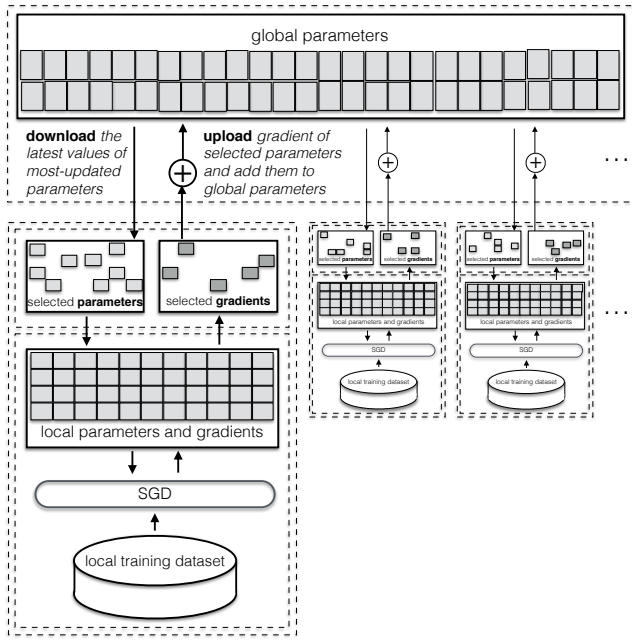 global parameters
download the
latest values of
most-updated
parameters
upload gradient of
selected parameters
and add them to
global parameters
...
selected parameters
selected gradients
local parameters and gradients
SGD
local training dataset
selected parameters
selected gradients
local parameters and gradients
SGD
local training dataset
selected parameters
selected gradients
local parameters and gradients
SGD
local training dataset
...